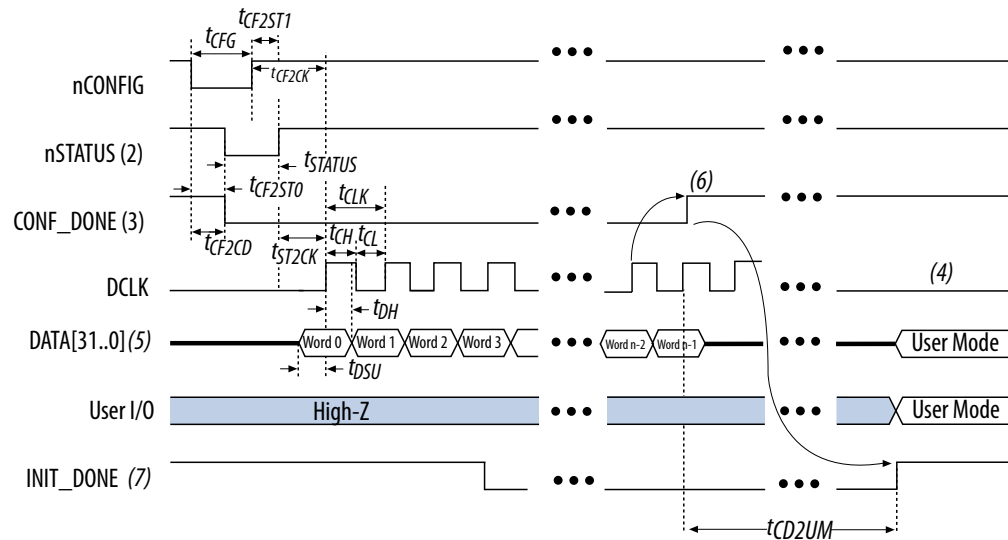 tCF2ST1
tCFG
nCONFIG
tCF2CK
nSTATUS (2)
tSTATUS
tCF2ST0
tCLK
(6)
CONF_DONE (3)
tCF2CD
tST2CK
tCH
tCL
DCLK
(4)
tDH
DATA[31..0](5)
Word 0
Word 1
Word 2
Word 3
Word n-2
Word n-1
User Mode
tDSU
User I/O
High-Z
User Mode
INIT_DONE (7)
tCD2UM